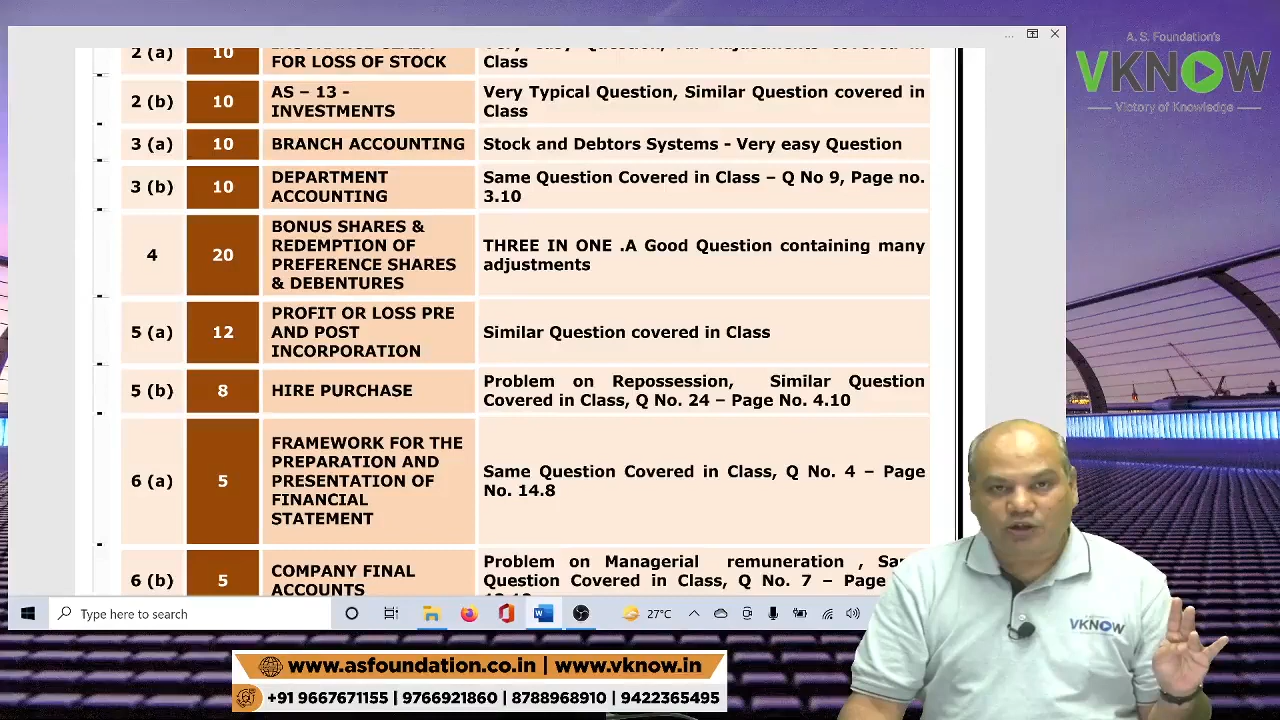 A. S. Foundation's
VKNOW
Victory of Knowledge
2 (a) 10
FOR LOSS OF STOCK
Class
2 (b) 10
AS – 13 -
INVESTMENTS
Very Typical Question, Similar Question covered in
Class
3 (a) 10 BRANCH ACCOUNTING Stock and Debtors Systems - Very easy Question
3 (b) 10
DEPARTMENT
ACCOUNTING
Same Question Covered in Class – Q No 9, Page no.
3.10
4 20
BONUS SHARES &
REDEMPTION OF
PREFERENCE SHARES
& DEBENTURES
THREE IN ONE .A Good Question containing many
adjustments
5 (a) 12
PROFIT OR LOSS PRE
AND POST
INCORPORATION
Similar Question covered in Class
5 (b) 8 HIRE PURCHASE
Problem on Repossession, Similar Question
Covered in Class, Q No. 24 – Page No. 4.10
6 (a) 5
FRAMEWORK FOR THE
PREPARATION AND
PRESENTATION OF
FINANCIAL
STATEMENT
Same Question Covered in Class, Q No. 4 – Page
No. 14.8
6 (b) 5
COMPANY FINAL
ACCOUNTS
Problem on Managerial remuneration ,
Question Covered in Class, Q No. 7 – Page
Type here to search
27°C
VKNOW
www.asfoundation.co.in | www.vknow.in
+91 9667671155 | 9766921860 | 8788968910 | 9422365495